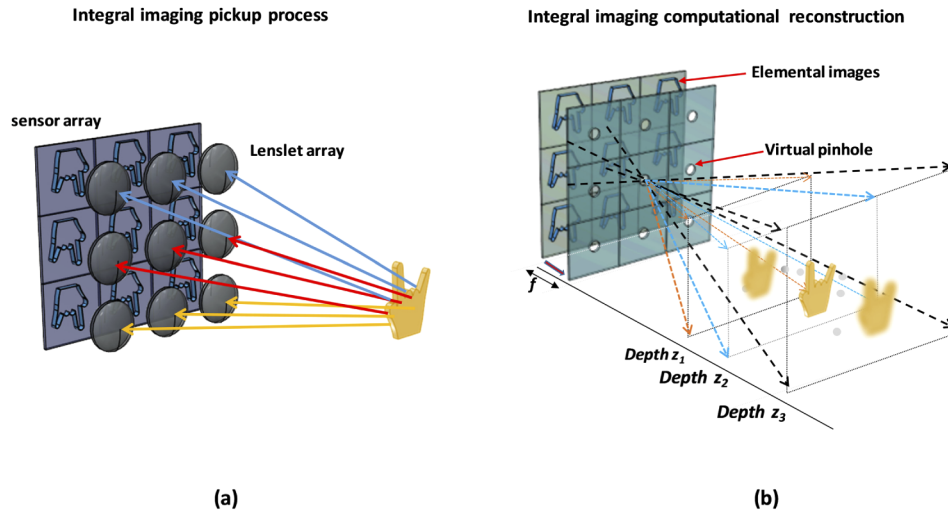 Integral imaging pickup process
sensor array
Lenslet array
(a)
Integral imaging computational reconstruction
Elemental images
Virtual pinhole
f
Depth z1
Depth z2
Depth z3
(b)